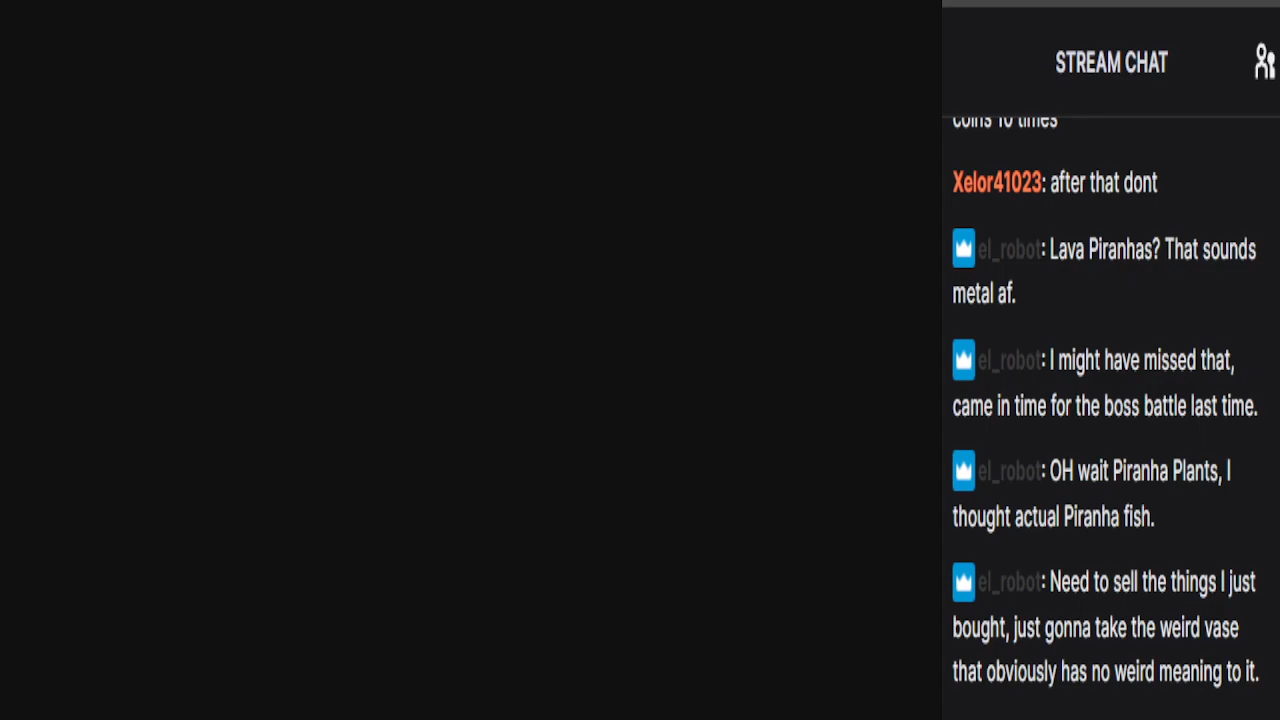 STREAM CHAT
coins 10 times
Xelor41023: after that dont
el_robot: Lava Piranhas? That sounds
metal af.
el_robot: I might have missed that,
came in time for the boss battle last time.
el_robot: OH wait Piranha Plants, I
thought actual Piranha fish.
el_robot: Need to sell the things I just
bought, just gonna take the weird vase
that obviously has no weird meaning to it.